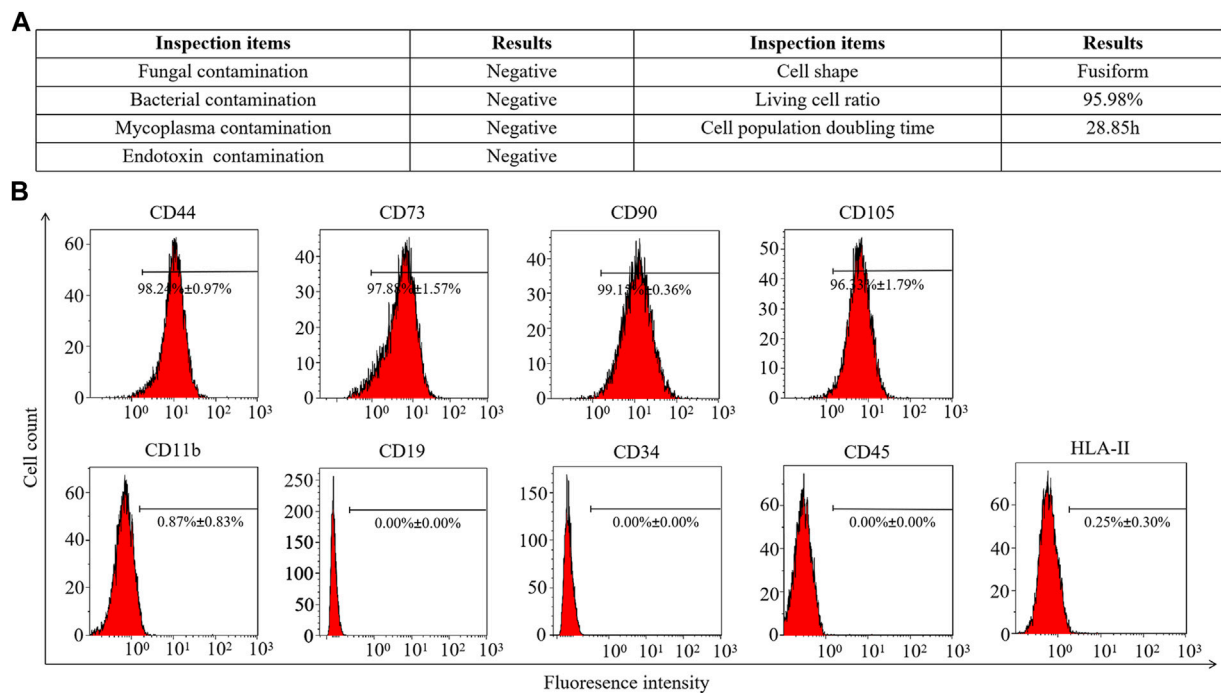 A
Inspection items Results Inspection items Results
Fungal contamination Negative Cell shape Fusiform
Bacterial contamination Negative Living cell ratio 95.98%
Mycoplasma contamination Negative Cell population doubling time 28.85h
Endotoxin contamination Negative
B
Cell count
CD44 CD73 CD90 CD105
60 40 20 0
98.24%±0.97%
10⁰ 10¹ 10² 10³
40 30 20 10 0
97.88%±1.57%
10⁰ 10¹ 10² 10³
40 30 20 10 0
99.15%±0.36%
10⁰ 10¹ 10² 10³
50 40 30 20 10 0
96.33%±1.79%
10⁰ 10¹ 10² 10³
CD11b CD19 CD34 CD45 HLA-II
60 40 20 0
0.87%±0.83%
10⁰ 10¹ 10² 10³
250 200 150 100 50 0
0.00%±0.00%
10⁰ 10¹ 10² 10³
150 100 50 0
0.00%±0.00%
10⁰ 10¹ 10² 10³
60 40 20 0
0.00%±0.00%
10⁰ 10¹ 10² 10³
60 40 20 0
0.25%±0.30%
10⁰ 10¹ 10² 10³
Fluoresence intensity